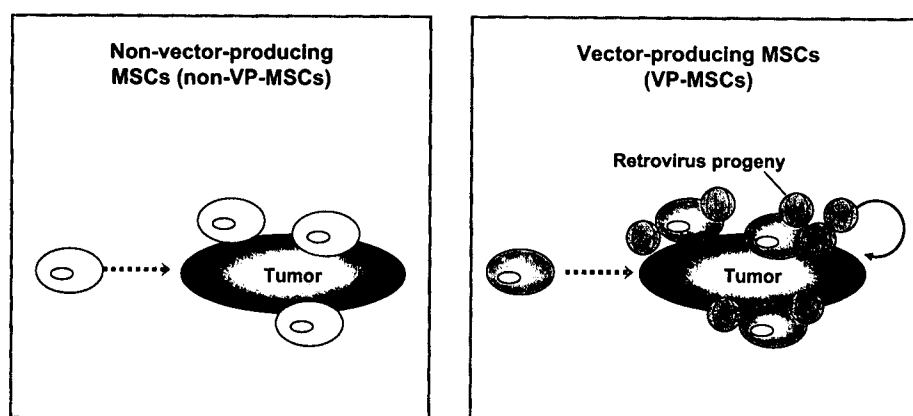 Non-vector-producing
MSCs (non-VP-MSCs)
Tumor
Vector-producing MSCs
(VP-MSCs)
Retrovirus progeny
Tumor